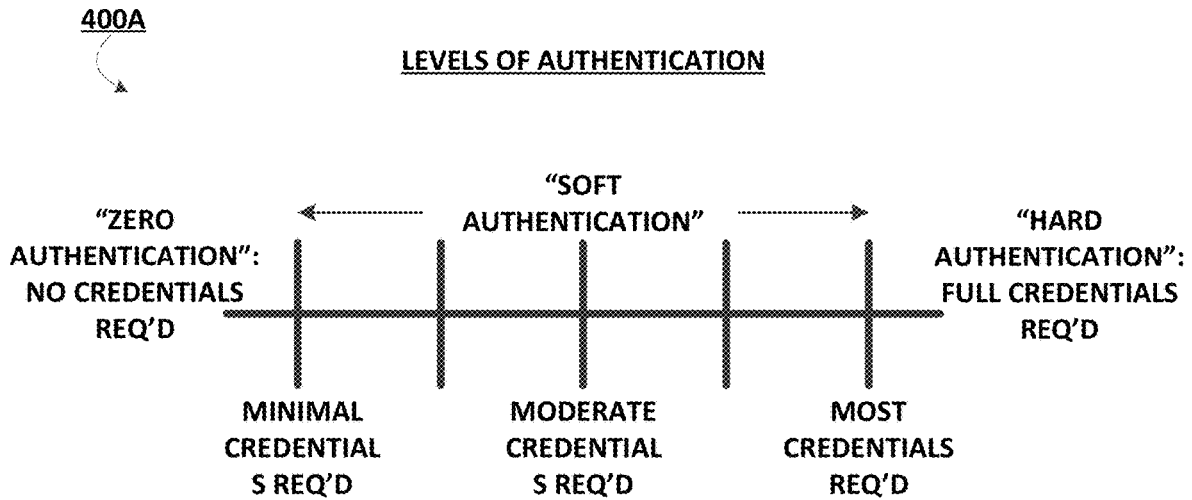 400A
LEVELS OF AUTHENTICATION
“SOFT
AUTHENTICATION”
“ZERO
AUTHENTICATION”:
NO CREDENTIALS
REQ’D
“HARD
AUTHENTICATION”:
FULL CREDENTIALS
REQ’D
MINIMAL
CREDENTIAL
S REQ’D
MODERATE
CREDENTIAL
S REQ’D
MOST
CREDENTIALS
REQ’D